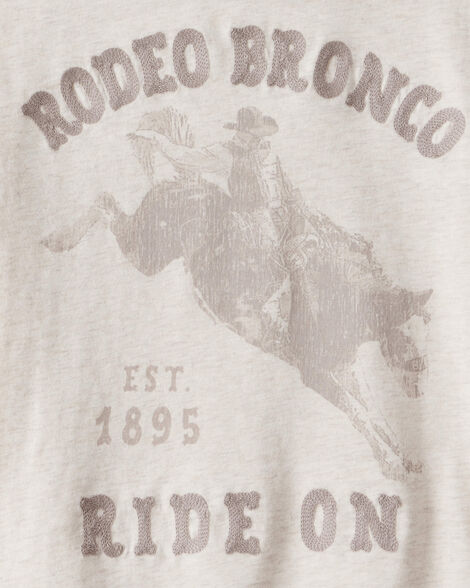 RODEO BRONCO
EST.
1895
RIDE ON